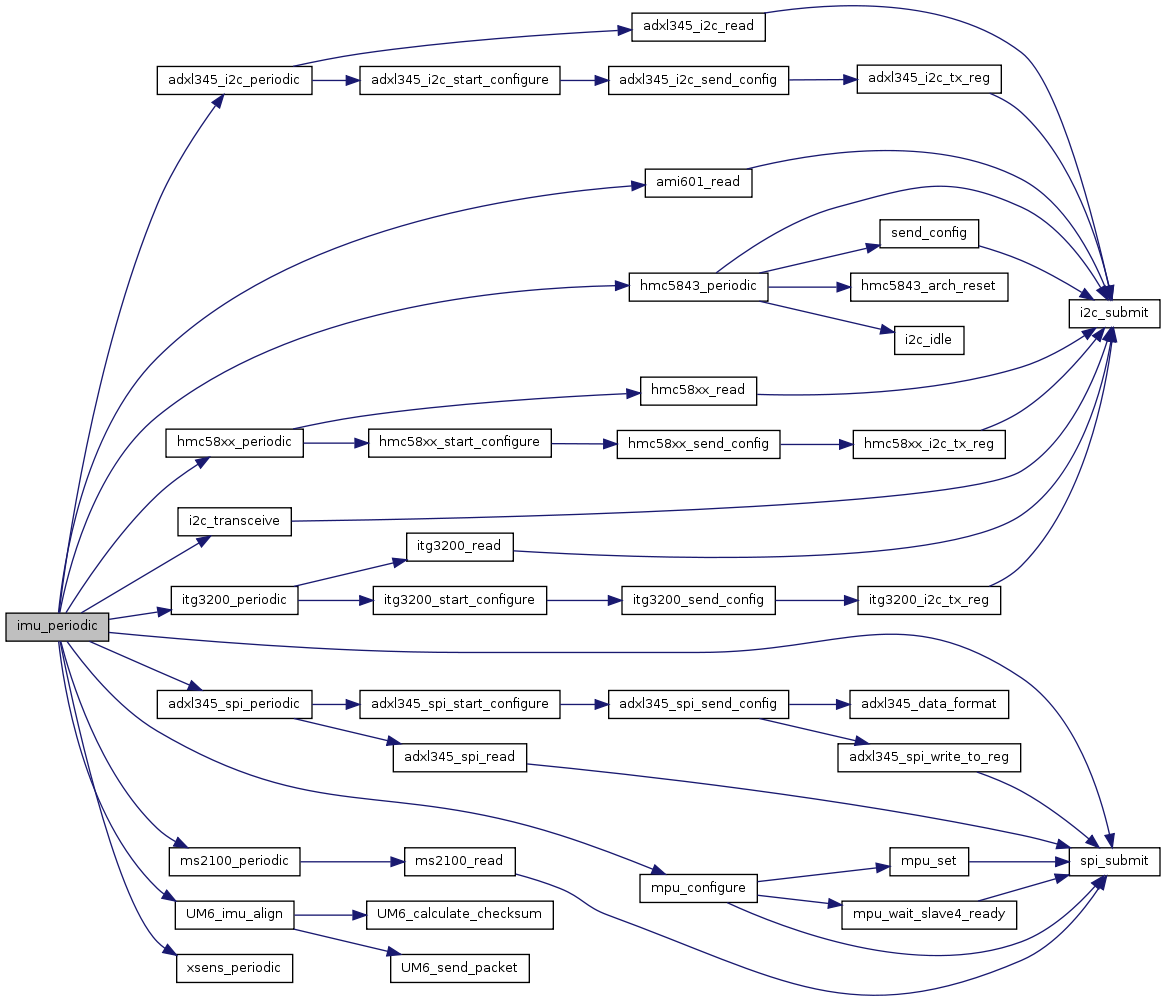 adxl345_i2c_read
adxl345_i2c_periodic
adxl345_i2c_start_configure
adxl345_i2c_send_config
adxl345_i2c_tx_reg
ami601_read
send_config
hmc5843_periodic
hmc5843_arch_reset
i2c_submit
i2c_idle
hmc58xx_read
hmc58xx_periodic
hmc58xx_start_configure
hmc58xx_send_config
hmc58xx_i2c_tx_reg
i2c_transceive
itg3200_read
itg3200_periodic
itg3200_start_configure
itg3200_send_config
itg3200_i2c_tx_reg
imu_periodic
adxl345_spi_periodic
adxl345_spi_start_configure
adxl345_spi_send_config
adxl345_data_format
adxl345_spi_read
adxl345_spi_write_to_reg
ms2100_periodic
ms2100_read
mpu_set
spi_submit
mpu_configure
UM6_imu_align
UM6_calculate_checksum
mpu_wait_slave4_ready
xsens_periodic
UM6_send_packet